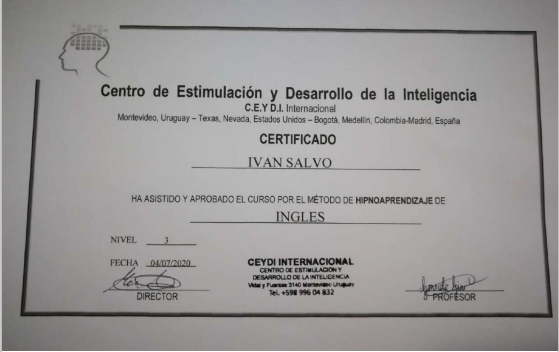 Centro de Estimulación y Desarrollo de la Inteligencia
C.E.Y D.I. Internacional
Montevideo, Uruguay – Texas, Nevada, Estados Unidos – Bogotá, Medellín, Colombia-Madrid, España
CERTIFICADO
IVAN SALVO
HA ASISTIDO Y APROBADO EL CURSO POR EL MÉTODO DE HIPNOAPRENDIZAJE DE
INGLES
NIVEL 3
FECHA 04/07/2020
CEYDI INTERNACIONAL
CENTRO DE ESTIMULACIÓN Y
DESARROLLO DE LA INTELIGENCIA
Vidal y Fuentes 3140 Montevideo Uruguay
Tel. +598 996 04 832
DIRECTOR
PROFESOR